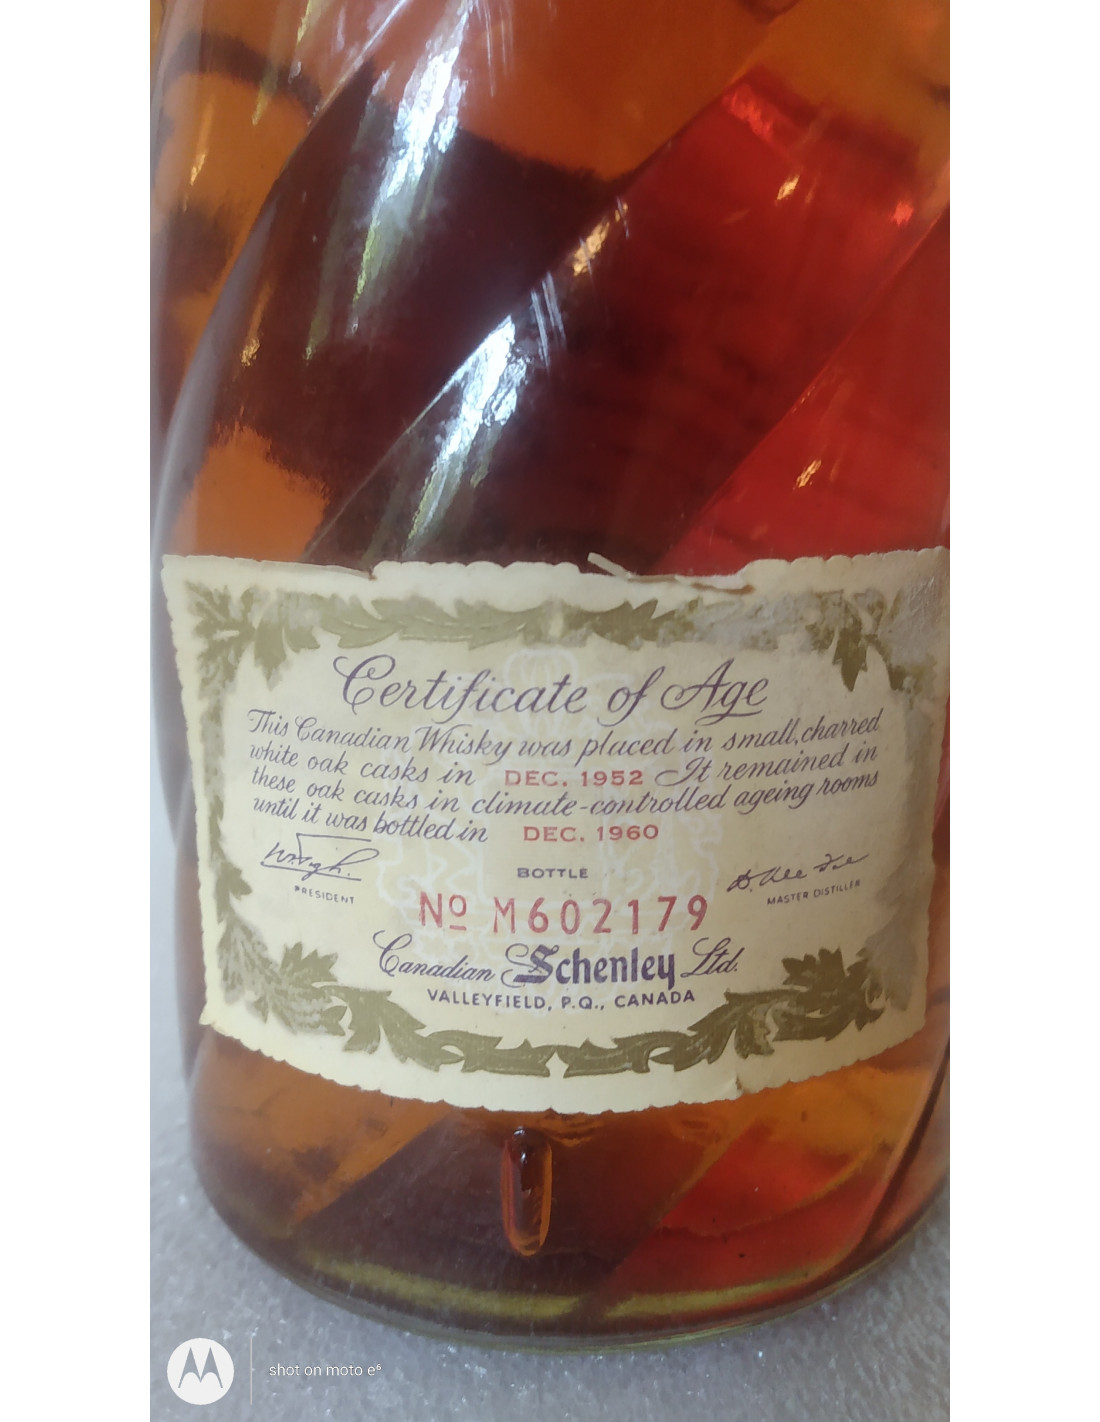 Certificate of Age
This Canadian Whisky was placed in small, charred
white oak casks in DEC. 1952 It remained in
these oak casks in climate-controlled ageing rooms
until it was bottled in DEC. 1960
BOTTLE
PRESIDENT
MASTER DISTILLER
Nº M602179
Canadian Schenley Ltd.
VALLEYFIELD, P.Q., CANADA
shot on moto e⁶